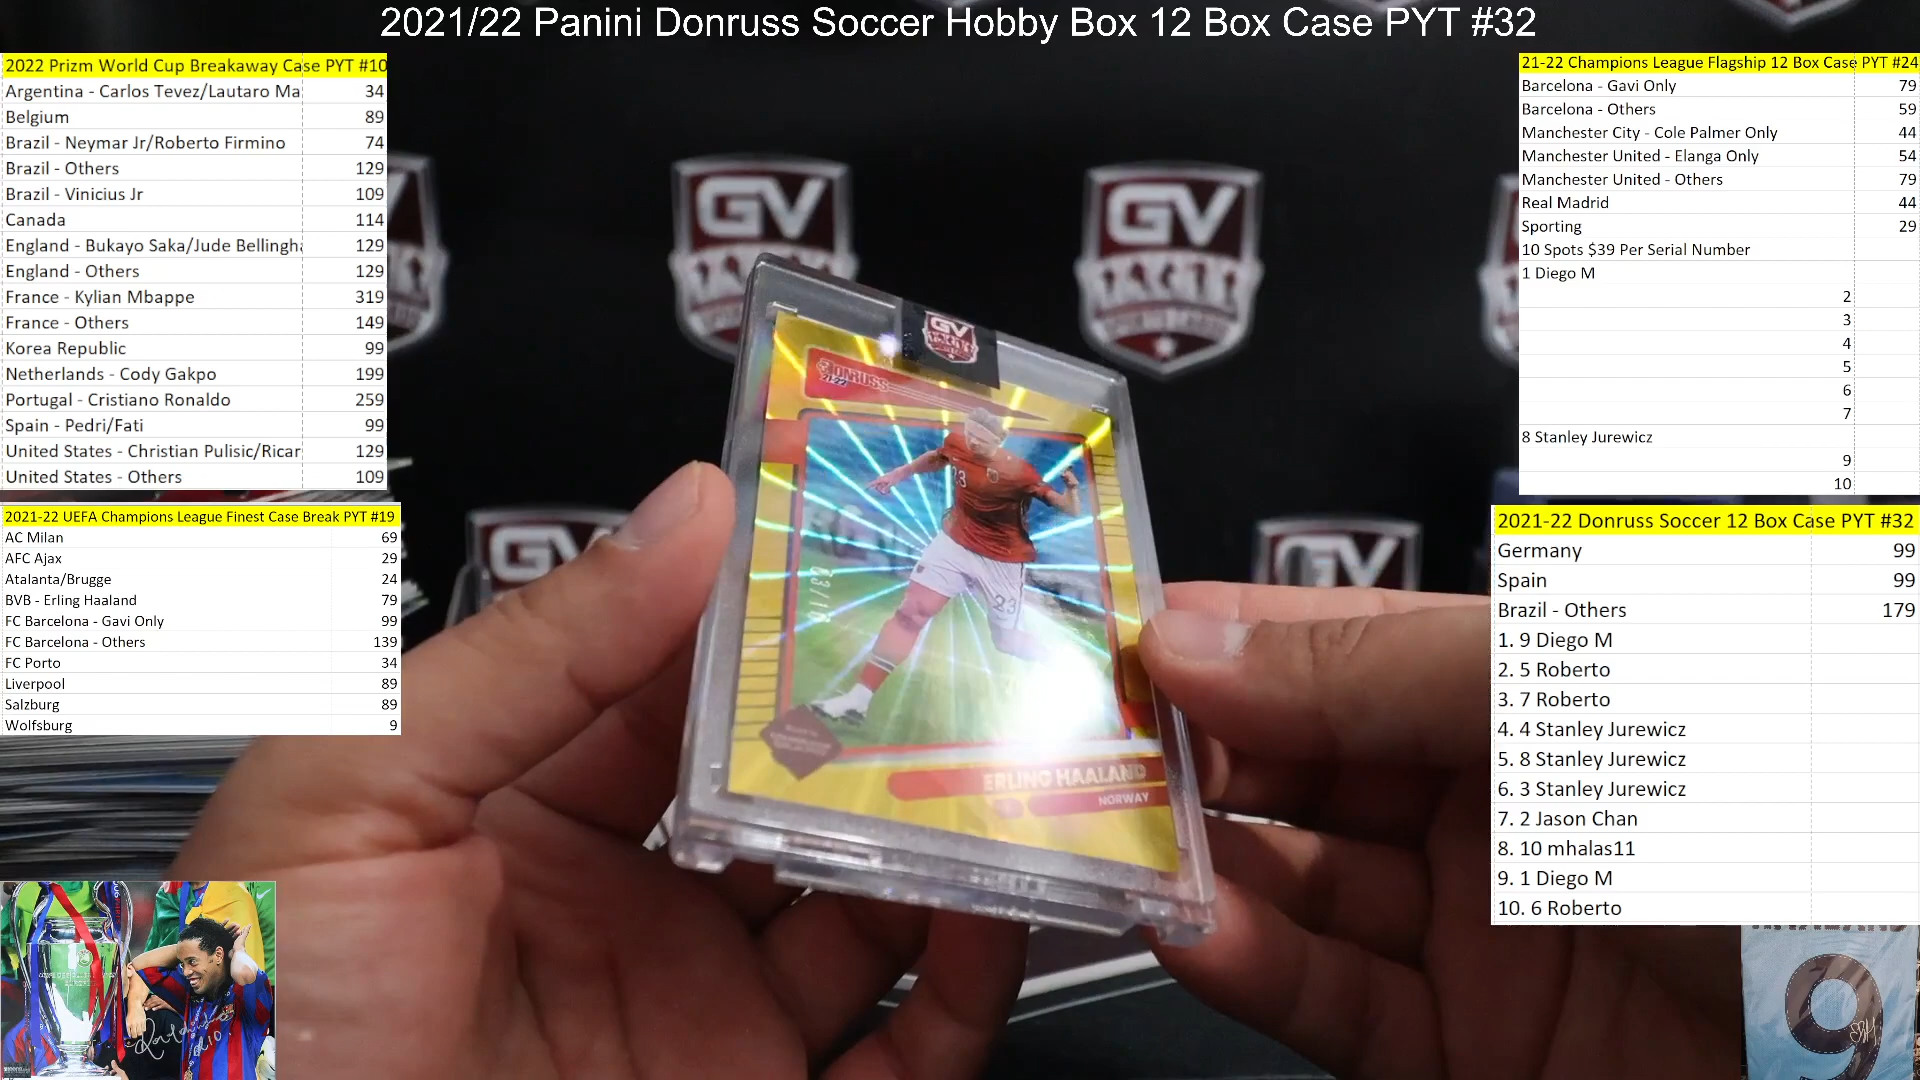 2021/22 Panini Donruss Soccer Hobby Box 12 Box Case PYT #32
2022 Prizm World Cup Breakaway Case PYT #10
Argentina - Carlos Tevez/Lautaro Ma 34
Belgium 89
Brazil - Neymar Jr/Roberto Firmino 74
Brazil - Others 129
Brazil - Vinicius Jr 109
Canada 114
England - Bukayo Saka/Jude Bellingha 129
England - Others 129
France - Kylian Mbappe 319
France - Others 149
Korea Republic 99
Netherlands - Cody Gakpo 199
Portugal - Cristiano Ronaldo 259
Spain - Pedri/Fati 99
United States - Christian Pulisic/Ricar 129
United States - Others 109
2021-22 UEFA Champions League Finest Case Break PYT #19
AC Milan 69
AFC Ajax 29
Atalanta/Brugge 24
BVB - Erling Haaland 79
FC Barcelona - Gavi Only 99
FC Barcelona - Others 139
FC Porto 34
Liverpool 89
Salzburg 89
Wolfsburg 9
GV
GV
GV
GV
GV
GV
DONRUSS
23
23
ERLING HAALAND
NORWAY
21-22 Champions League Flagship 12 Box Case PYT #24
Barcelona - Gavi Only 79
Barcelona - Others 59
Manchester City - Cole Palmer Only 44
Manchester United - Elanga Only 54
Manchester United - Others 79
Real Madrid 44
Sporting 29
10 Spots $39 Per Serial Number
1 Diego M
2
3
4
5
6
7
8 Stanley Jurewicz
9
10
2021-22 Donruss Soccer 12 Box Case PYT #32
Germany 99
Spain 99
Brazil - Others 179
1. 9 Diego M
2. 5 Roberto
3. 7 Roberto
4. 4 Stanley Jurewicz
5. 8 Stanley Jurewicz
6. 3 Stanley Jurewicz
7. 2 Jason Chan
8. 10 mhalas11
9. 1 Diego M
10. 6 Roberto
9